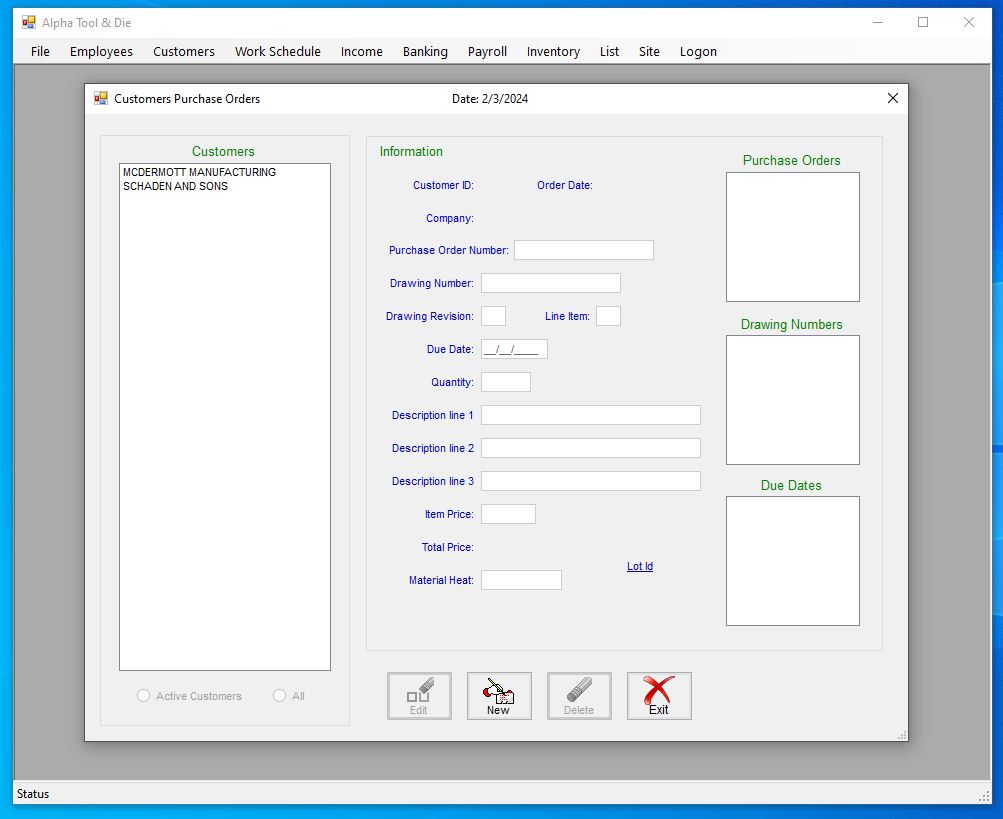 Alpha Tool & Die
File Employees Customers Work Schedule Income Banking Payroll Inventory List Site Logon
Customers Purchase Orders Date: 2/3/2024
Customers
MCDERMOTT MANUFACTURING
SCHADEN AND SONS
Active Customers All
Information
Customer ID: Order Date:
Company:
Purchase Order Number:
Drawing Number:
Drawing Revision: Line Item:
Due Date: __/__/____
Quantity:
Description line 1
Description line 2
Description line 3
Item Price:
Total Price:
Lot Id
Material Heat:
Purchase Orders
Drawing Numbers
Due Dates
Edit New Delete Exit
Status